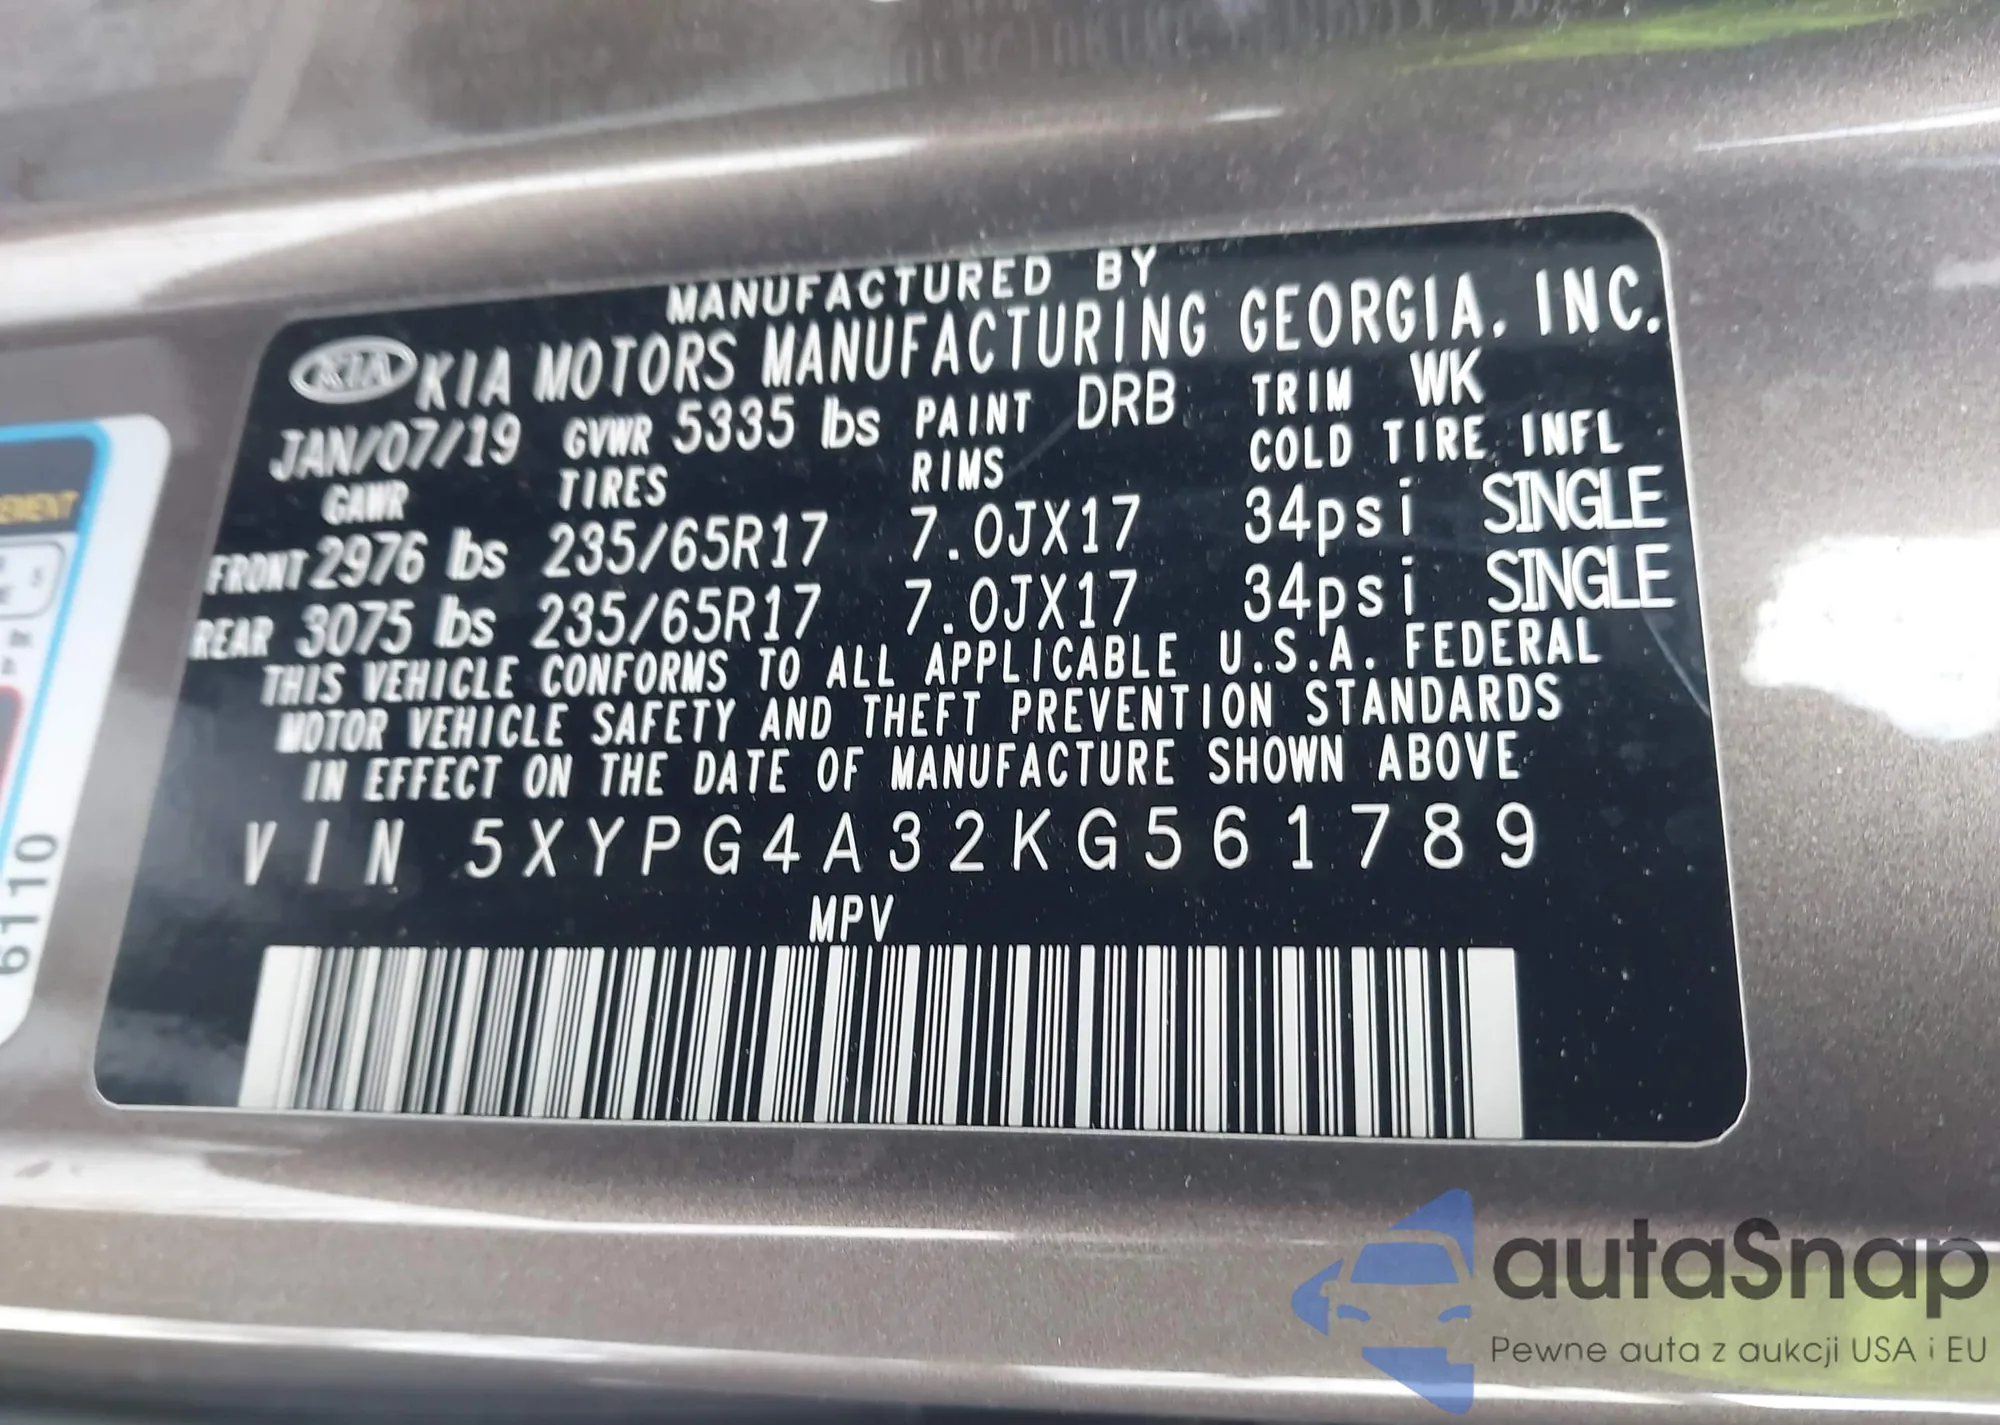 MANUFACTURED BY
KIA KIA MOTORS MANUFACTURING GEORGIA, INC.
JAN/07/19 GVWR 5335 lbs PAINT DRB TRIM WK
GAWR TIRES RIMS COLD TIRE INFL
FRONT 2976 lbs 235/65R17 7.0JX17 34psi SINGLE
REAR 3075 lbs 235/65R17 7.0JX17 34psi SINGLE
THIS VEHICLE CONFORMS TO ALL APPLICABLE U.S.A. FEDERAL
MOTOR VEHICLE SAFETY AND THEFT PREVENTION STANDARDS
IN EFFECT ON THE DATE OF MANUFACTURE SHOWN ABOVE
VIN 5XYPG4A32KG561789
MPV
6110
autaSnap
Pewne auta z aukcji USA i EU